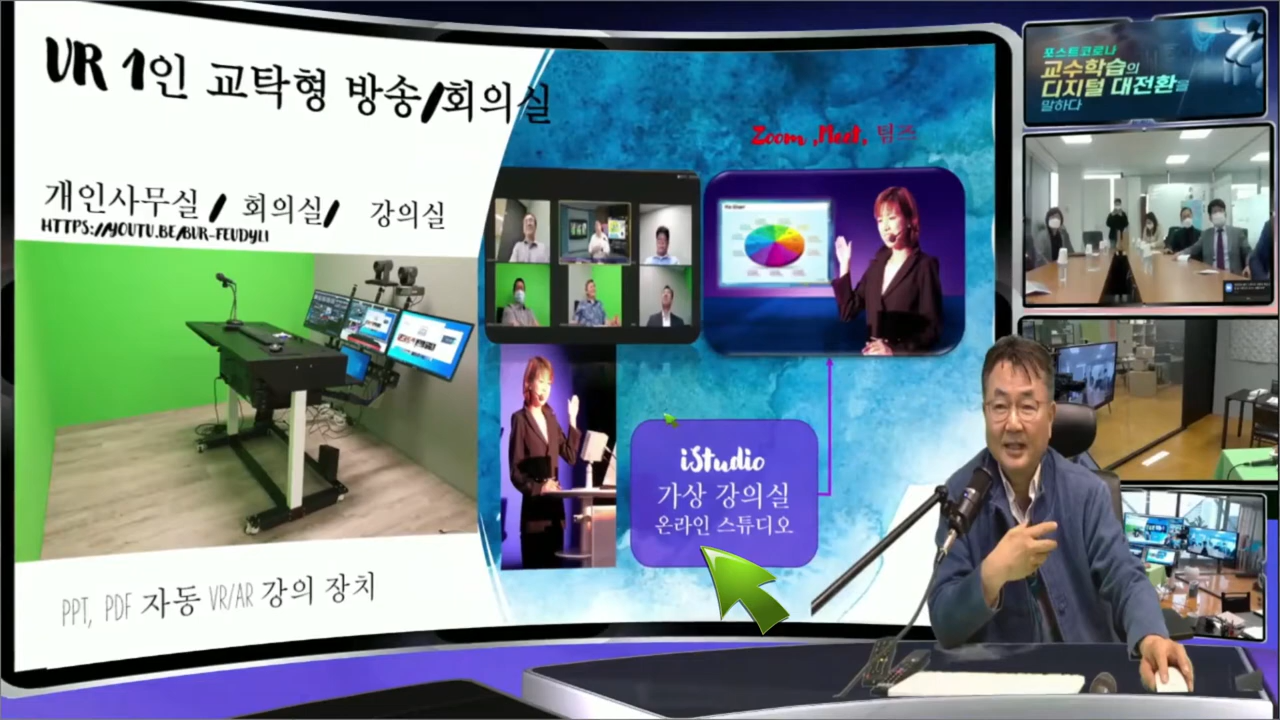 VR 1인 교탁형 방송/회의실
개인사무실 / 회의실/ 강의실
HTTPS://YOUTU.BE/BUR-FEUDYLI
PPT, PDF 자동 VR/AR 강의 장치
Zoom ,Meet, 팀즈
iStudio
가상 강의실
온라인 스튜디오
포스트코로나
교수학습의
디지털 대전환을
말하다